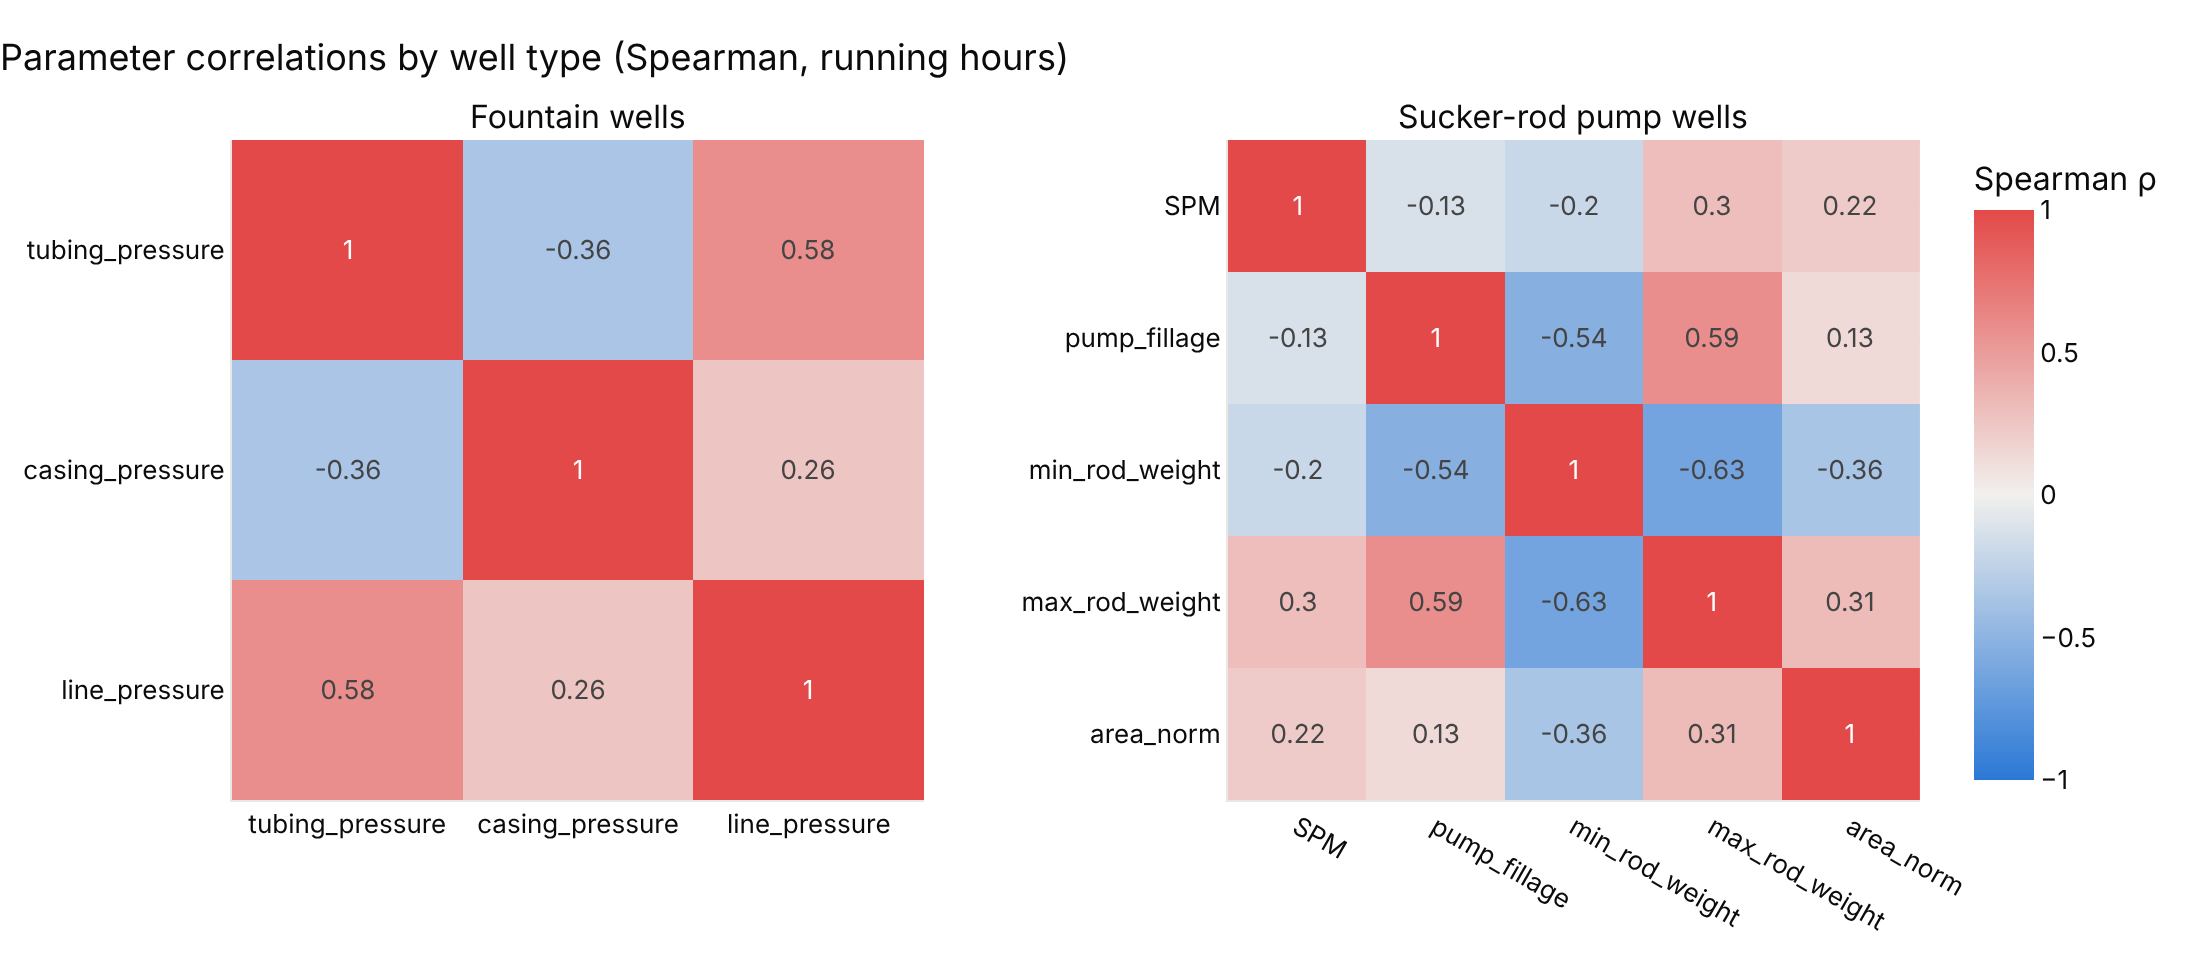 Parameter correlations by well type (Spearman, running hours)
Fountain wells
tubing_pressure 1 -0.36 0.58
casing_pressure -0.36 1 0.26
line_pressure 0.58 0.26 1
tubing_pressure casing_pressure line_pressure
Sucker-rod pump wells
SPM 1 -0.13 -0.2 0.3 0.22
pump_fillage -0.13 1 -0.54 0.59 0.13
min_rod_weight -0.2 -0.54 1 -0.63 -0.36
max_rod_weight 0.3 0.59 -0.63 1 0.31
area_norm 0.22 0.13 -0.36 0.31 1
SPM pump_fillage min_rod_weight max_rod_weight area_norm
Spearman ρ
1
0.5
0
−0.5
−1